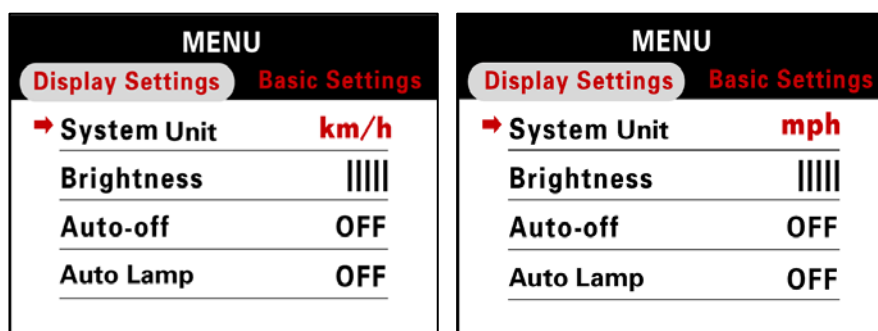 MENU
Display Settings Basic Settings
System Unit km/h
Brightness |||||
Auto-off OFF
Auto Lamp OFF
MENU
Display Settings Basic Settings
System Unit mph
Brightness |||||
Auto-off OFF
Auto Lamp OFF